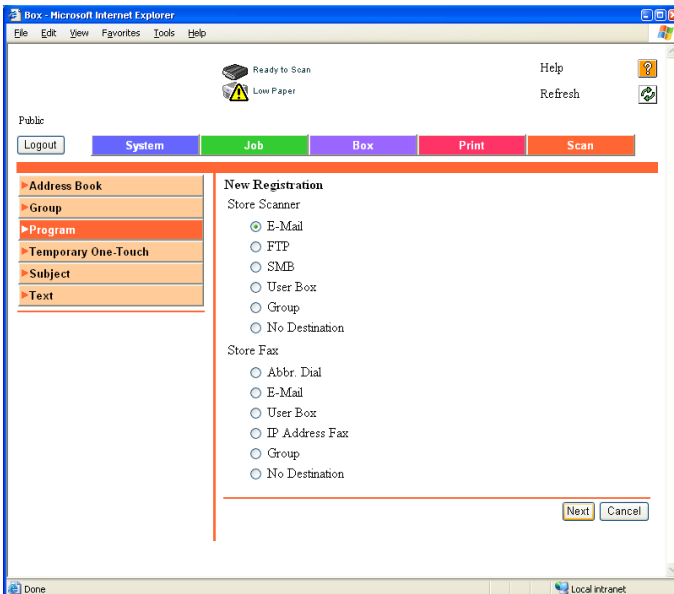 Box - Microsoft Internet Explorer
File Edit View Favorites Tools Help
Ready to Scan
Help
?
Low Paper
Refresh
Public
Logout System Job Box Print Scan
Address Book
Group
Program
Temporary One-Touch
Subject
Text
New Registration
Store Scanner
E-Mail
FTP
SMB
User Box
Group
No Destination
Store Fax
Abbr. Dial
E-Mail
User Box
IP Address Fax
Group
No Destination
Next Cancel
Done Local intranet